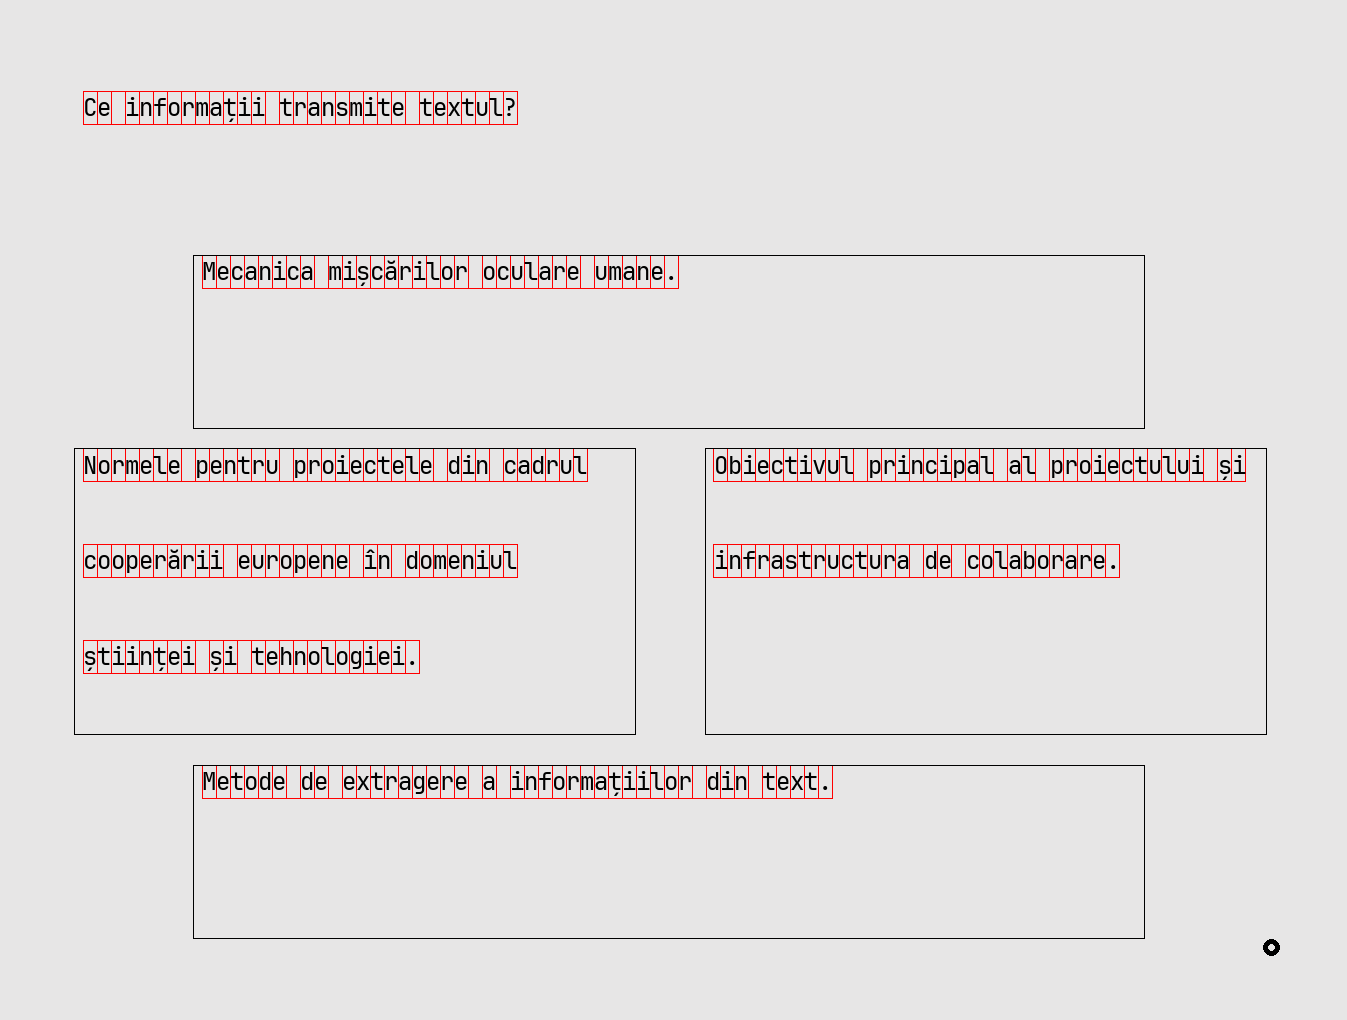 Ce informații transmite textul?
Mecanica mișcărilor oculare umane.
Normele pentru proiectele din cadrul
cooperării europene în domeniul
științei și tehnologiei.
Obiectivul principal al proiectului și
infrastructura de colaborare.
Metode de extragere a informațiilor din text.